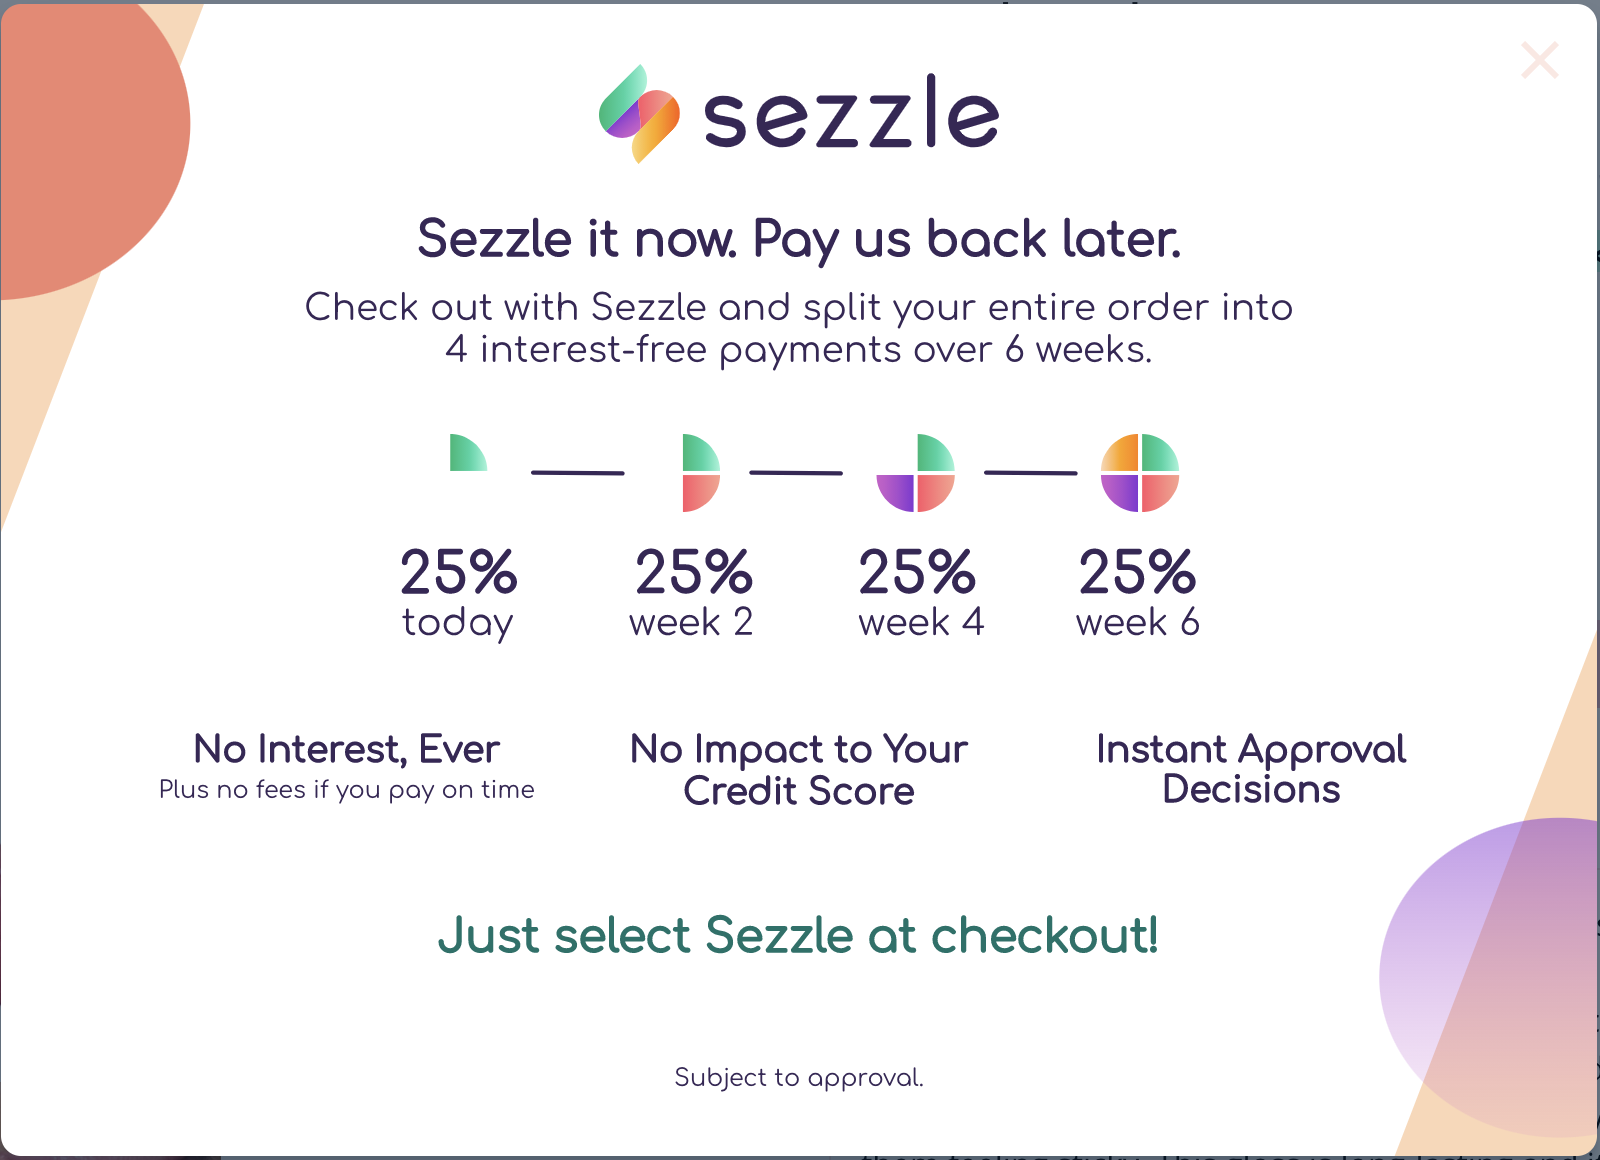 sezzle
Sezzle it now. Pay us back later.
Check out with Sezzle and split your entire order into
4 interest-free payments over 6 weeks.
25% 25% 25% 25%
today week 2 week 4 week 6
No Interest, Ever
Plus no fees if you pay on time
No Impact to Your
Credit Score
Instant Approval
Decisions
Just select Sezzle at checkout!
Subject to approval.